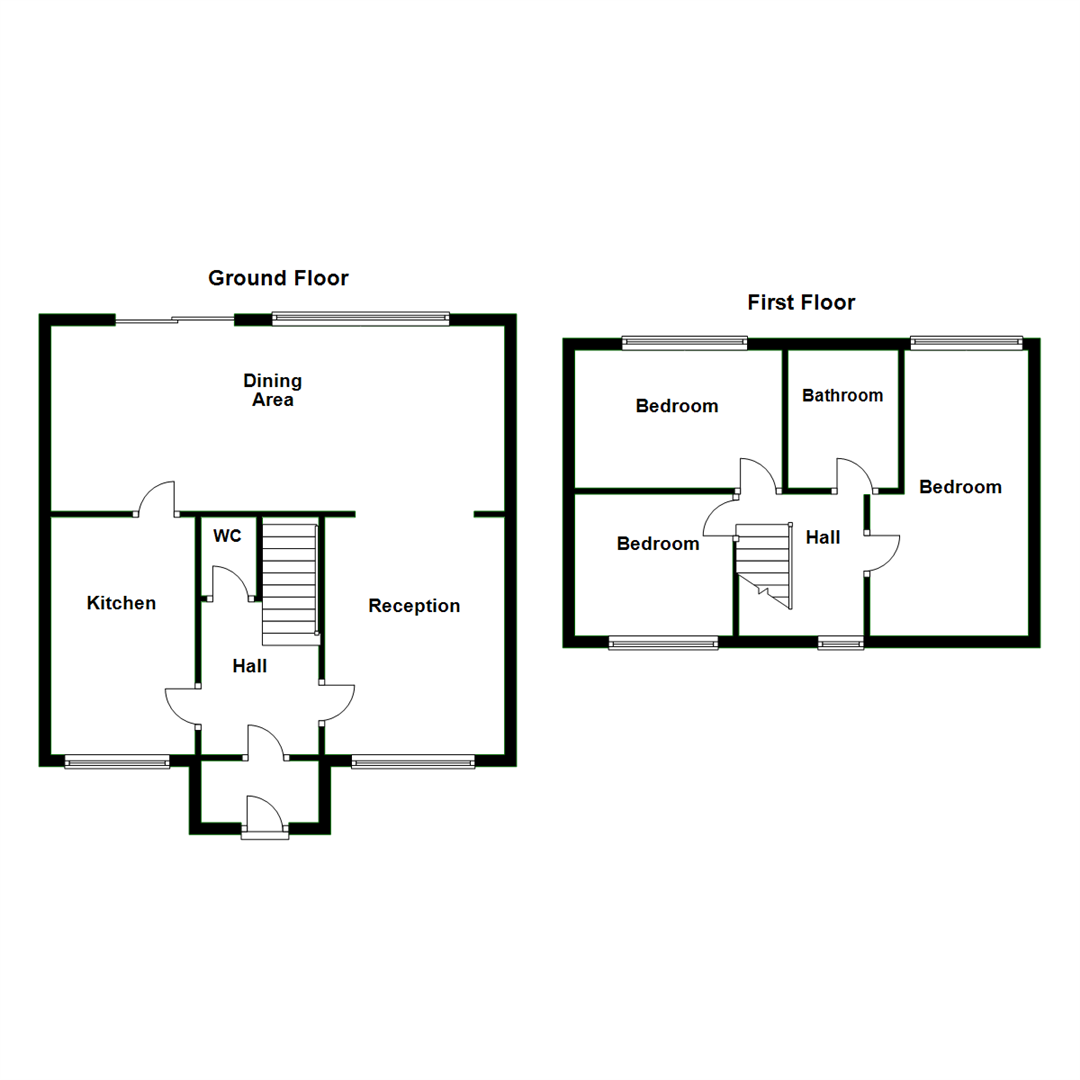 Ground Floor
Dining
Area
WC
Kitchen
Reception
Hall
First Floor
Bathroom
Bedroom
Bedroom
Hall
Bedroom